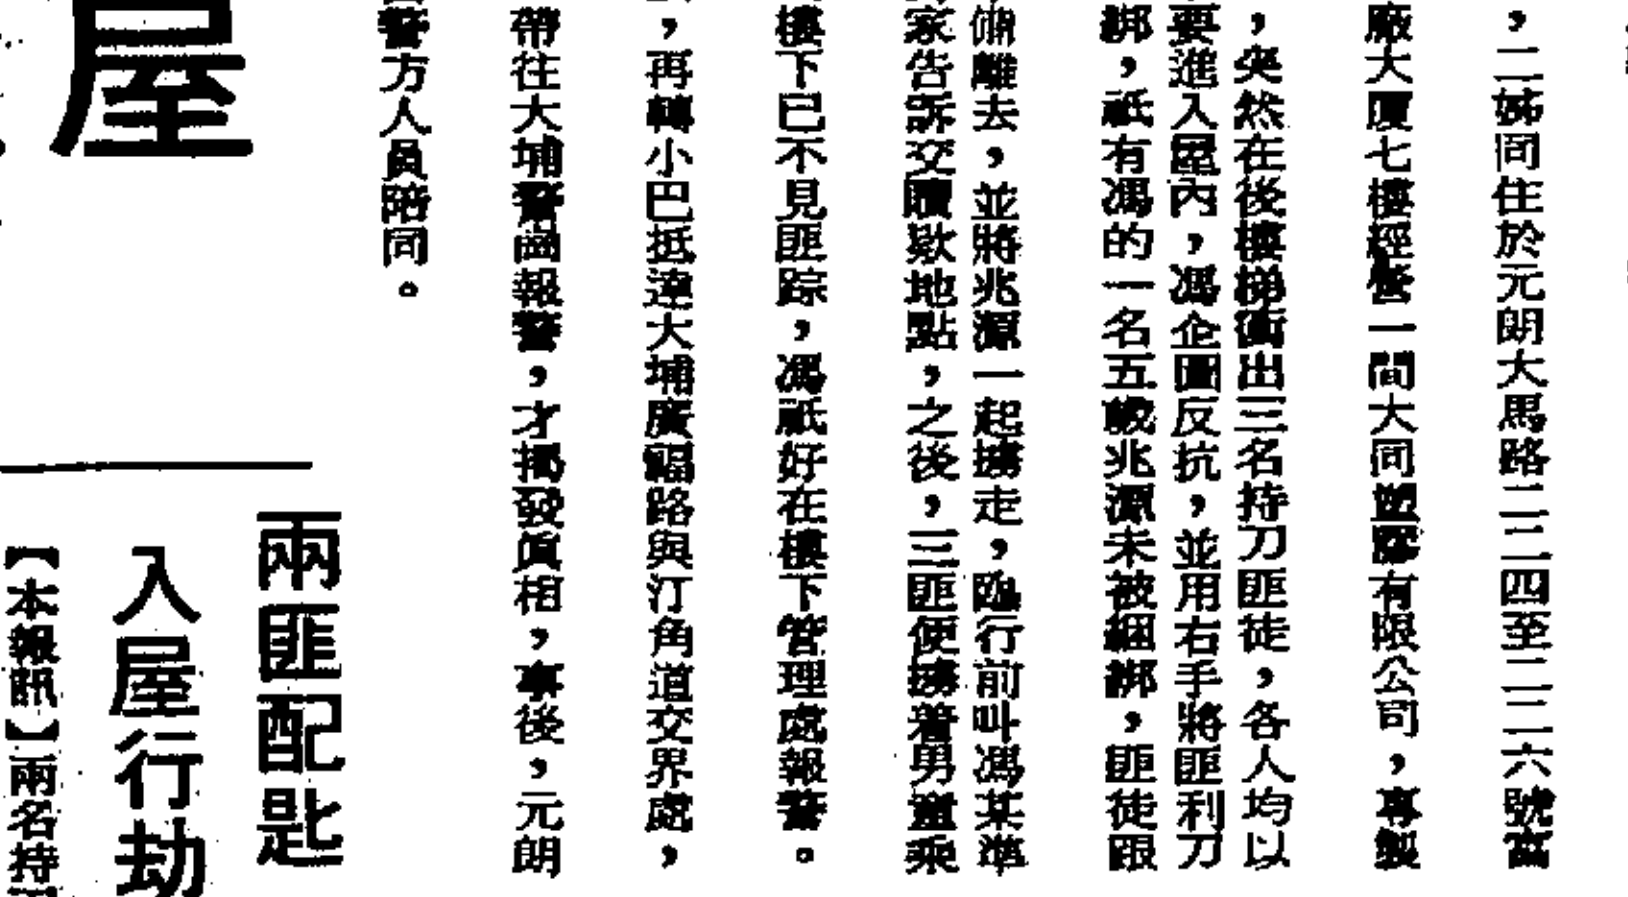 ，二姊同住於元朗大馬路二二四至二二六號富
廠大廈七樓經營一間大同塑膠有限公司，專製
，突然在後樓梯衝出三名持刀匪徒，各人均以
要進入屋內，馮企圖反抗，並用右手將匪利刀
綁，祇有馮的一名五歲兆源未被綑綁，匪徒跟
備離去，並將兆源一起擄走，臨行前叫馮某準
家告訴交贖款地點，之後，三匪便擄着男童乘
樓下已不見匪踪，馮祇好在樓下管理處報警。
，再轉小巴抵達大埔廣福路與汀角道交界處，
帶往大埔警崗報警，才揭發眞相，事後，元朗
警方人員陪同。
屋
兩匪配匙
入屋行劫
【本報訊】兩名持